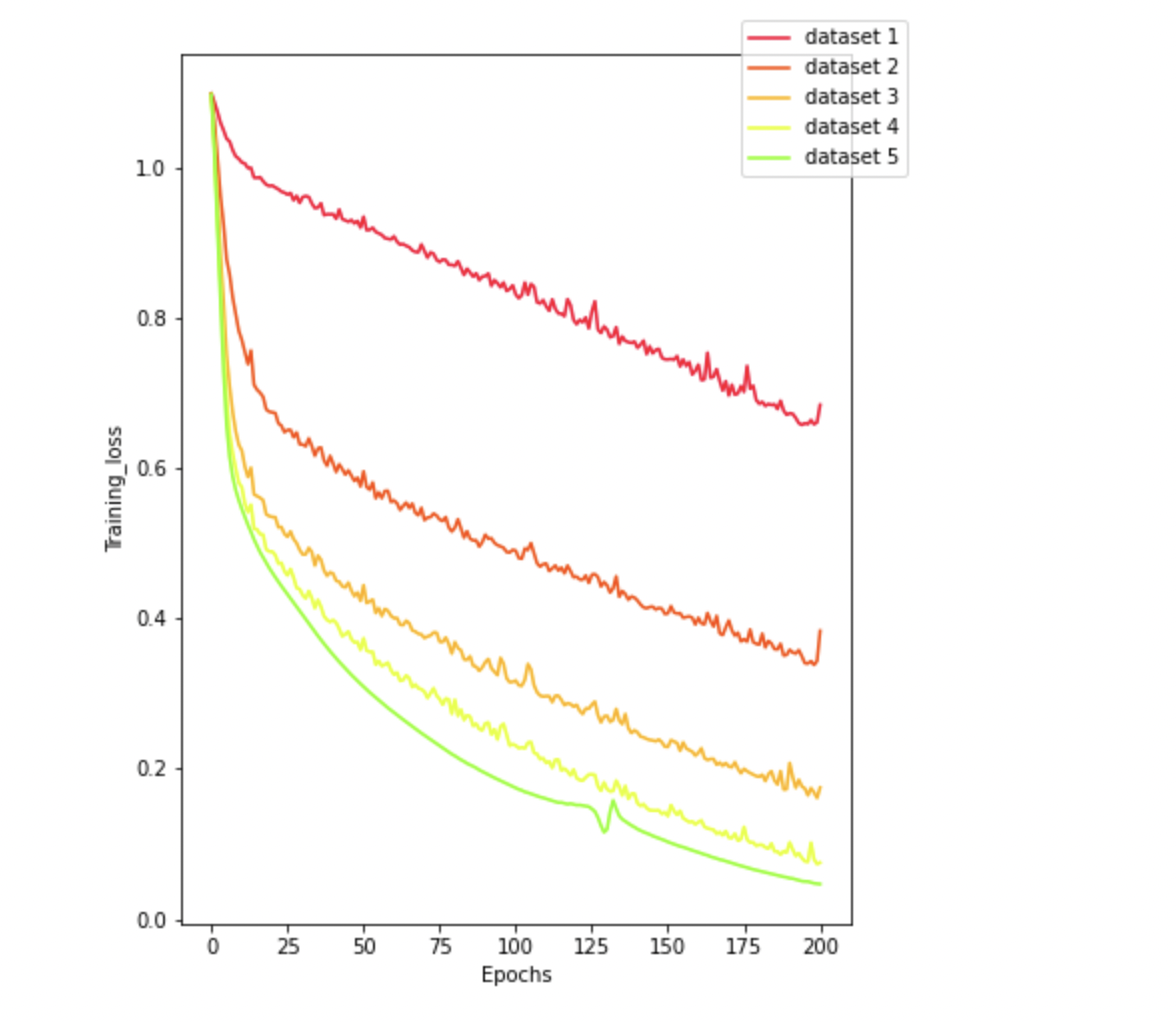 dataset 1
dataset 2
dataset 3
dataset 4
dataset 5
1.0
0.8
0.6
0.4
0.2
0.0
Training_loss
0 25 50 75 100 125 150 175 200
Epochs